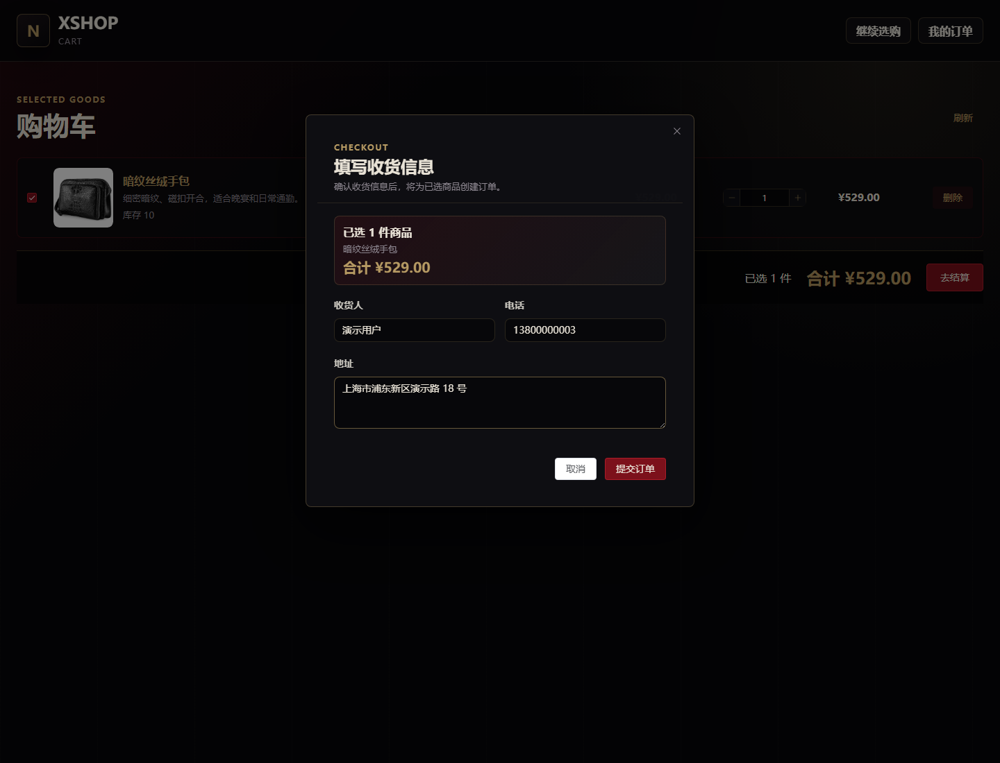 N
XSHOP
CART
继续选购
我的订单
SELECTED GOODS
购物车
刷新
暗纹丝绒手包
细密暗纹、磁扣开合，适合晚宴和日常通勤。
库存 10
1
¥529.00
删除
已选 1 件
合计 ¥529.00
去结算
CHECKOUT
填写收货信息
确认收货信息后，将为已选商品创建订单。
已选 1 件商品
暗纹丝绒手包
合计 ¥529.00
收货人
电话
演示用户
13800000003
地址
上海市浦东新区演示路 18 号
取消
提交订单